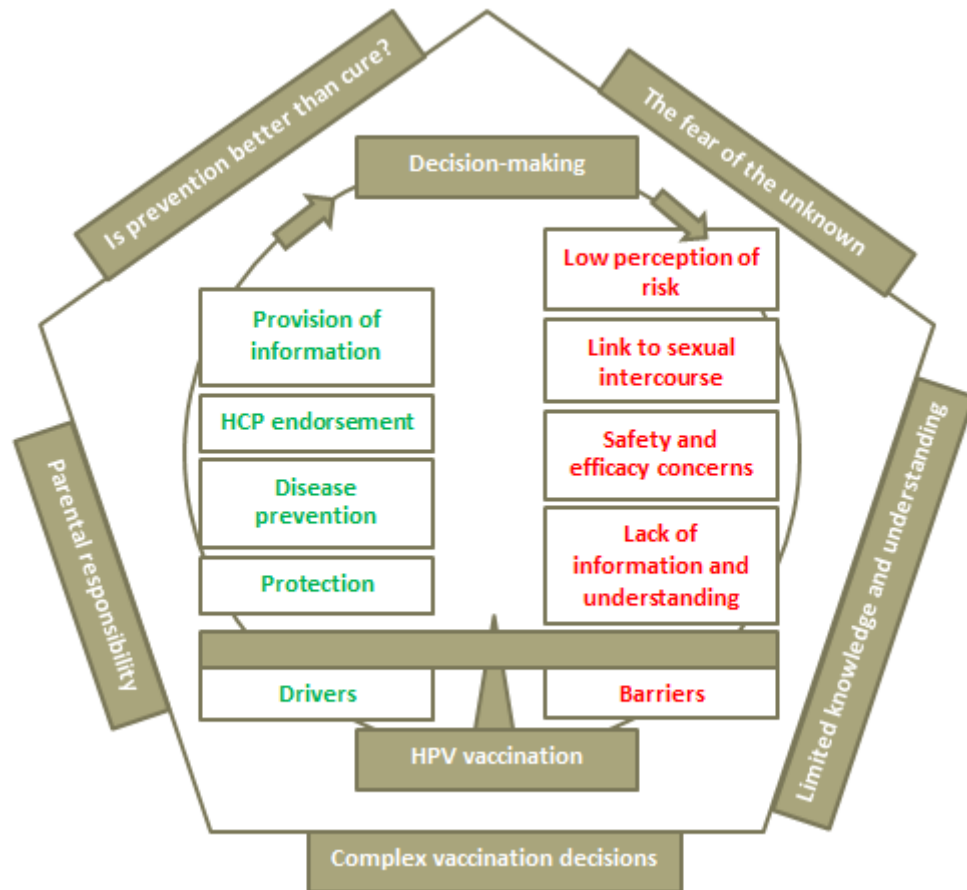 Is prevention better than cure?
The fear of the unknown
Decision-making
Low perception of
risk
Provision of
information
Link to sexual
intercourse
HCP endorsement
Safety and
efficacy concerns
Disease
prevention
Lack of
information and
understanding
Protection
Drivers
Barriers
HPV vaccination
Parental responsibility
Limited knowledge and understanding
Complex vaccination decisions